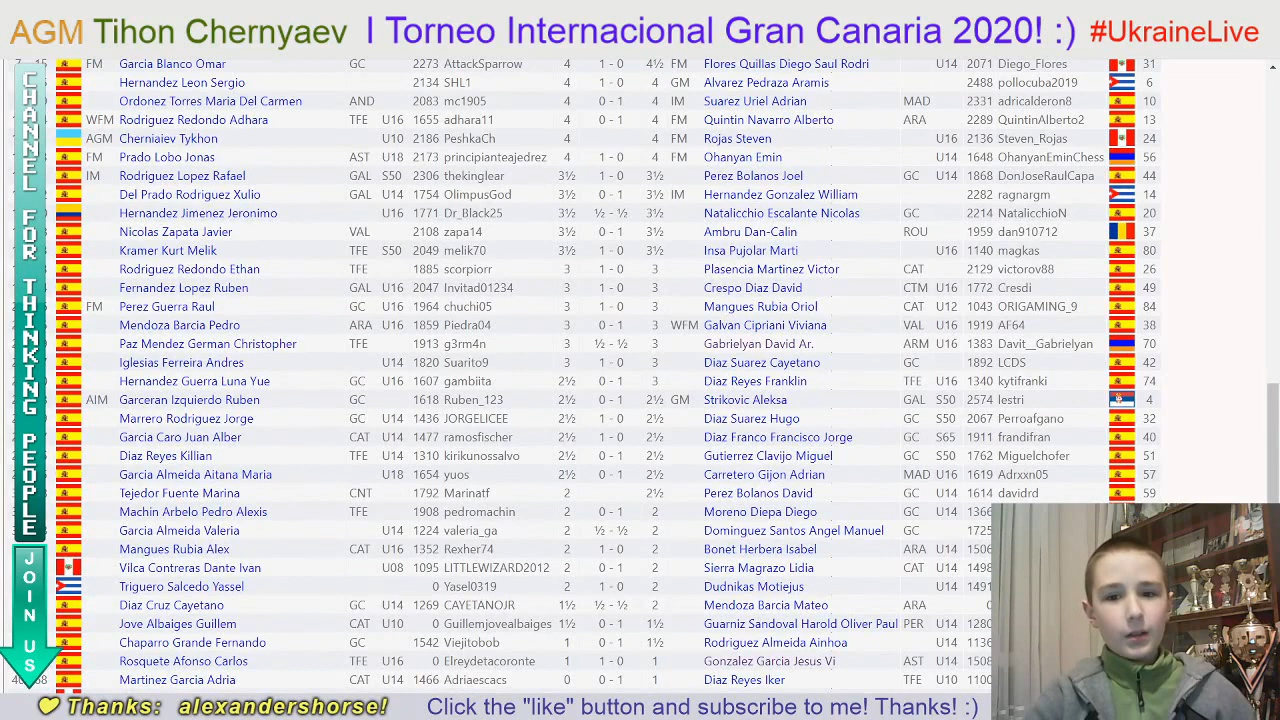 AGM Tihon Chernyaev I Torneo Internacional Gran Canaria 2020! :) #UkraineLive
CHANNEL FOR THINKING PEOPLE
JOIN US
FM Garcia Blanco Omar GC 2273 4 1 - 0 4½ FM Flores Quillas Diego Saul Rodri U14 2071 Diego_Flores 31
Hernandez Leon Sergio 2134 SHL1 4 1 - 0 4 GM Alvarez Pedraza Aramis 2488 pollocuba2019 6
Ordonez Torres Maria Del Carmen AND 2083 mc1905 4 0 - 1 4 IM Suarez Uriel Adrian MAD 2331 adricalderon8 10
WFM Rodriguez Redondo Adhara TFE U16 1655 adhara11 4 0 - 1 4 FM Quintin Navarro Alberto ARA 2289 QuintinAlberto2 13
AGM Cherniaiev Tykhon U10 PeshkaCh 4 4 FM Rojas Steven U16 2136 Steven_Rojas 24
FM Prado Lobo Jonas AST U18 principiantegedrez 4 1 - 0 4 FM Ohanyan Emin U14 1648 OhanyanEminChess 56
IM Rodriguez Lopez Rafael GAL S50 thekinglear 3½ 1 - 0 3½ Perez Bolanos Joel GC U14 1868 DonJoseRaulCapa 44
Del Prado Rodriguez Xulio GAL U14 1754 3½ 0 - 1 3½ IM Hernandez Gonzalez William 2282 ragnargm 14
Hernandez Jimenez Jeronimo U16 Dr_Black25 3½ ½ - ½ 3½ Natalicchio Escalante Nicolas GC 2214 NatalicchioN 20
Nicolas Zapata Javier VAL 2108 zapa14 3½ 0 - 1 3½ Ambru Dan-Calin ROU 1959 dan910712 37
Kramer Kurt Melik TFE S50 2029 melik70 3½ 0 - 1 3½ Insa Pujolar Marti U16 1140 magkas 80
Rodriguez Redondo Ethan TFE 1885 scorpiorr 3 1 - 0 3 Plasencia Martinez Victor CAT 2129 victorov88 26
Fernandez Lopez Ruben GAL U16 2047 Invitad01234 3 1 - 0 3 Crespo Diaz David CTM U16 1772 Cresdi 49
FM Perez Guerra Raul GC U16 1964 chuchi05 3 1 - 0 3 Mangues Rubia Oriol CAT U12 1043 ORIGAMING_9 84
Mendoza Barcia Pedro ARA U16 1855 Piedra04 3 0 - 1 3 WFM Galvan Cipriani Viviana VAL U16 1919 AF64 38
Paz Mendez German Christopher TFE 1913 g3rm4n 3 ½ - ½ 3 Gabrielyan David Ar. ARM U10 1383 Davit__Gabrielyan 70
Iglesias Ferreira Andres U14 1720 Suarito9 3 0 - 1 3 Diaz Suarez Cayetano GC 1892 LCDS 42
Hernandez Guerra Luna Yue GC U16 1607 gambiita 2½ 0 - 1 3 Diaz Reyes Franklin TFE U16 1340 kytifranki 74
AIM Garceran Izquierdo Ruben GC 1618 Ruben_123 2½ 0 - 1 2½ GM Strikovic Aleksa GAL S50 2574 lestri 4
Marrero Rodriguez Jorge GC U14 JORGELICHE 2½ 0 - 1 2½ Diaz Suarez Hugo GC S50 2067 Perroafgano 32
Garcia Caro Juan Alber CAT U14 1477 2½ 0 - 1 2½ Diaz Franco Francisco Jorge GC S65 1911 frandifran 40
Diaz Reyes Killian TFE U14 1310 2½ 0 - 1 2½ Gutierrez Clavijo Miguel GC S50 1762 Miguelchofer 51
Garcia Almeida Aitana Maria U18 1654 yuos 2½ 0 - 1 2½ Carretero Ortjon Adrian MAD U16 1619 Adrxxn05 57
Tejedor Fuente Marina CNT 1792 Marinatf 2 0 - 1 2½ Perez Bolanos David GC U14 1614 davidrd 59
Machin Arbelo Pedro Alexis TFE 1908 pedromachin 2 0 - 1 2 Moreno Diepa Diego GC U14 1366
Garcia Almeida Valeria U14 1224 valeria_ga 2 ½ - ½ 2 Dominguez Santos Angel Manuel GC 1725
Mangues Rubia Alex CAT U16 1352 Rexher74 2 0 - 1 2 Bonet Herrera Isabel ARA U14 1506
Vilca Contreras Dante Ivan U08 1095 LITTLEWIZARD2012 2 0 - 1 2 Sierra Magrazo Lidia CAT U14
Triguero Salcedo Yassel 0 Yasel0315 2 1 - 0 2 Dudnikas Motiejus U14 1491
Diaz Cruz Cayetano GC U14 1269 CAYETANOJR 1½ ½ - ½ 2 Mendoza Barcia Mateo ARA 0
Jove Albaiges Guillem CAT U10 0 Guillemjovealbaiges 1½ 0 - 1 1½ Guarniz Sandoval Harold Oliver Paul PER U14 1280
Chaparro Grande Fernando GC 1542 Viejitobono 1 0 - 1 1½ Rodriguez Almeida Ainhoa U14 1136
Rosquete Afonso Carlos TFE U16 0 Elreydetaoronte 1 1 - 0 1 Gonzalez Garcia Jesus Vi AST U14 1508
Martinez Garcia Adria CAT U14 1466 Adriaescacs 0 0 - 1 1 Diaz Reyes Iker TFE U10 1100
Thanks: alexandershorse! Click the "like" button and subscribe to me! Thanks! :)